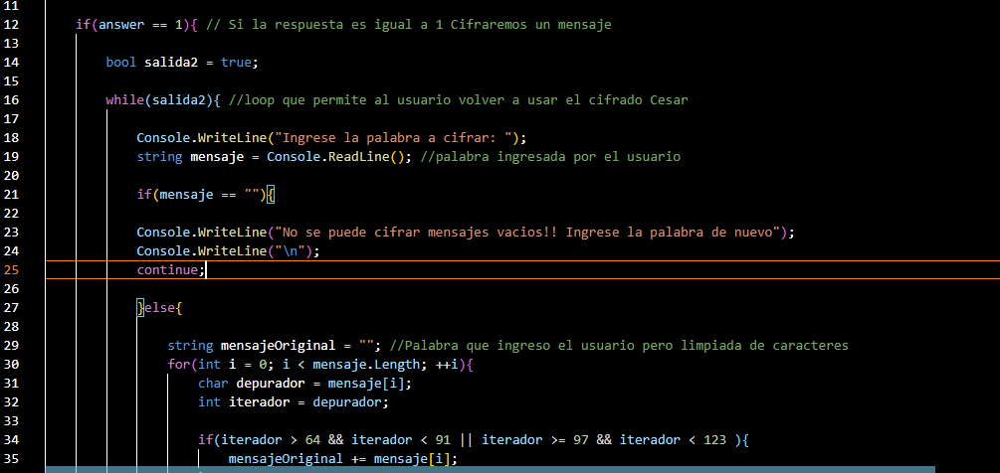 11
12 if(answer == 1){ // Si la respuesta es igual a 1 Cifraremos un mensaje
13
14 bool salida2 = true;
15
16 while(salida2){ //loop que permite al usuario volver a usar el cifrado Cesar
17
18 Console.WriteLine("Ingrese la palabra a cifrar: ");
19 string mensaje = Console.ReadLine(); //palabra ingresada por el usuario
20
21 if(mensaje == ""){
22
23 Console.WriteLine("No se puede cifrar mensajes vacios!! Ingrese la palabra de nuevo");
24 Console.WriteLine("\n");
25 continue;
26
27 }else{
28
29 string mensajeOriginal = ""; //Palabra que ingreso el usuario pero limpiada de caracteres
30 for(int i = 0; i < mensaje.Length; ++i){
31 char depurador = mensaje[i];
32 int iterador = depurador;
33
34 if(iterador > 64 && iterador < 91 || iterador >= 97 && iterador < 123 ){
35 mensajeOriginal += mensaje[i];